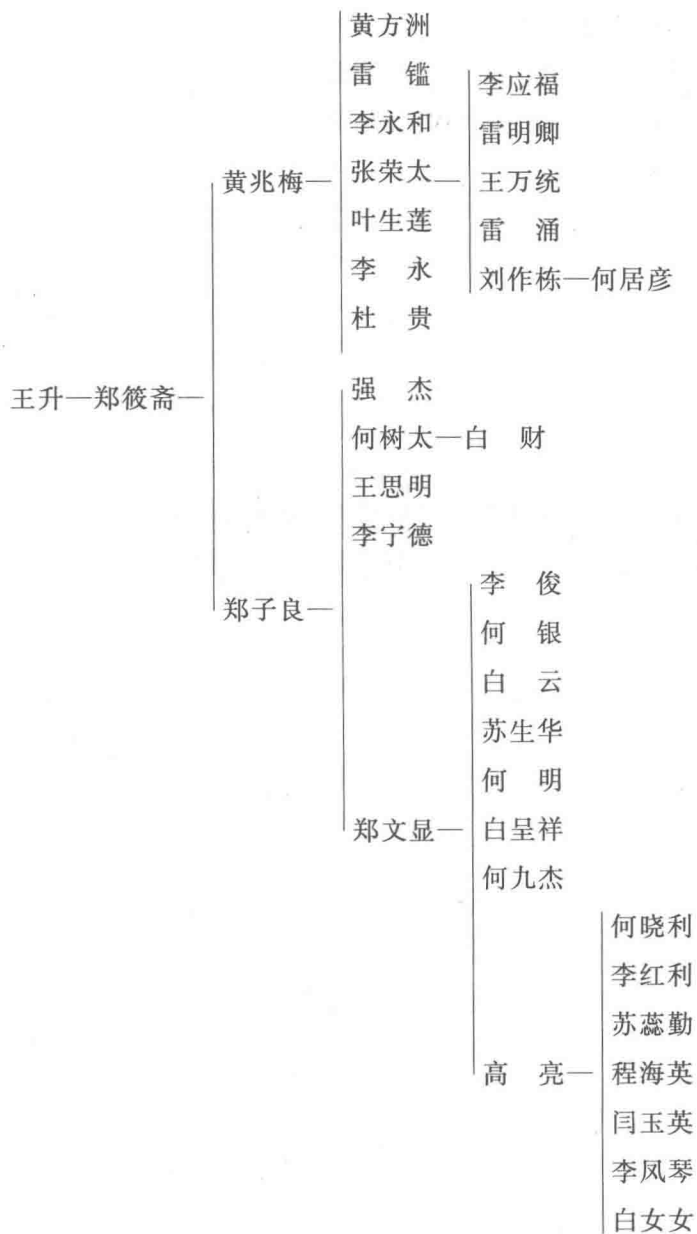 黄方洲
雷　鑑
李应福
李永和
雷明卿
黄兆梅—
张荣太—
王万统
叶生莲
雷　涌
李　永
刘作栋—何居彦
杜　贵
王升—郑筱斋—
强　杰
何树太—白　财
王思明
李宁德
郑子良—
李　俊
何　银
白　云
苏生华
何　明
郑文显—
白呈祥
何九杰
何晓利
李红利
苏蕊勤
高　亮—
程海英
闫玉英
李凤琴
白女女